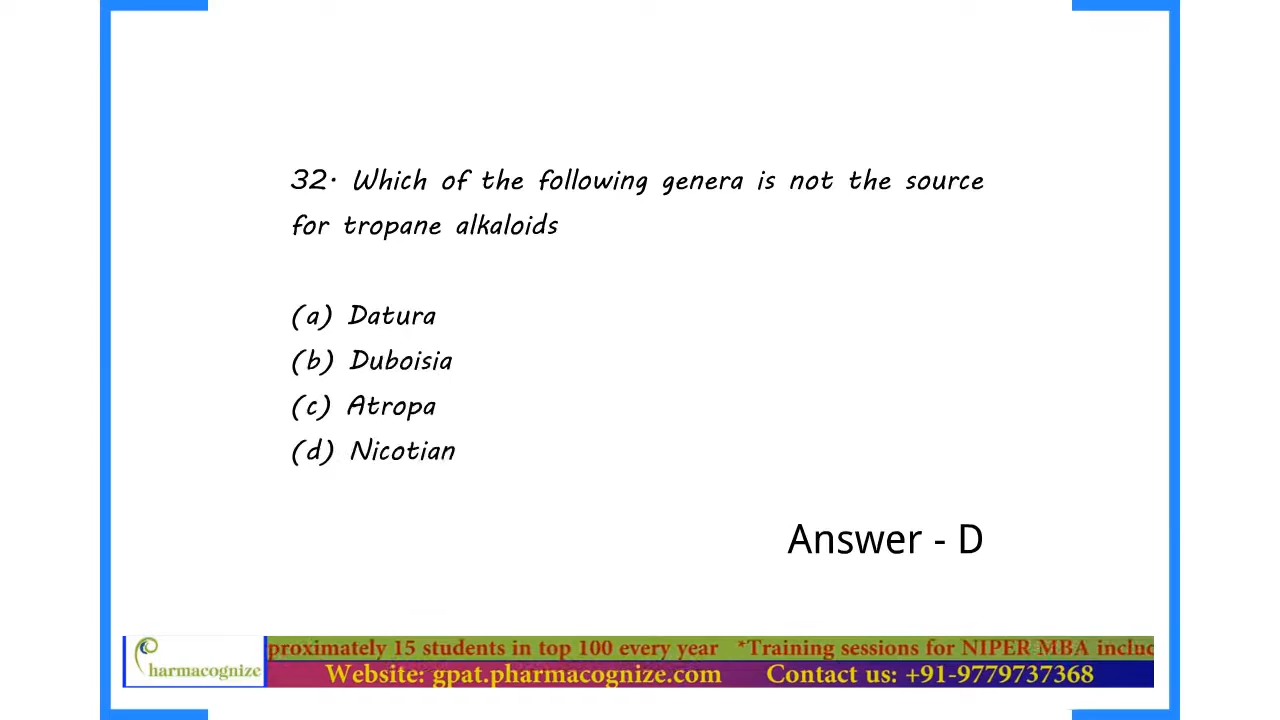 32. Which of the following genera is not the source
for tropane alkaloids
(a) Datura
(b) Duboisia
(c) Atropa
(d) Nicotian
Answer - D
harmacognize
proximately 15 students in top 100 every year *Training sessions for NIPER MBA incluc
Website: gpat.pharmacognize.com Contact us: +91-9779737368